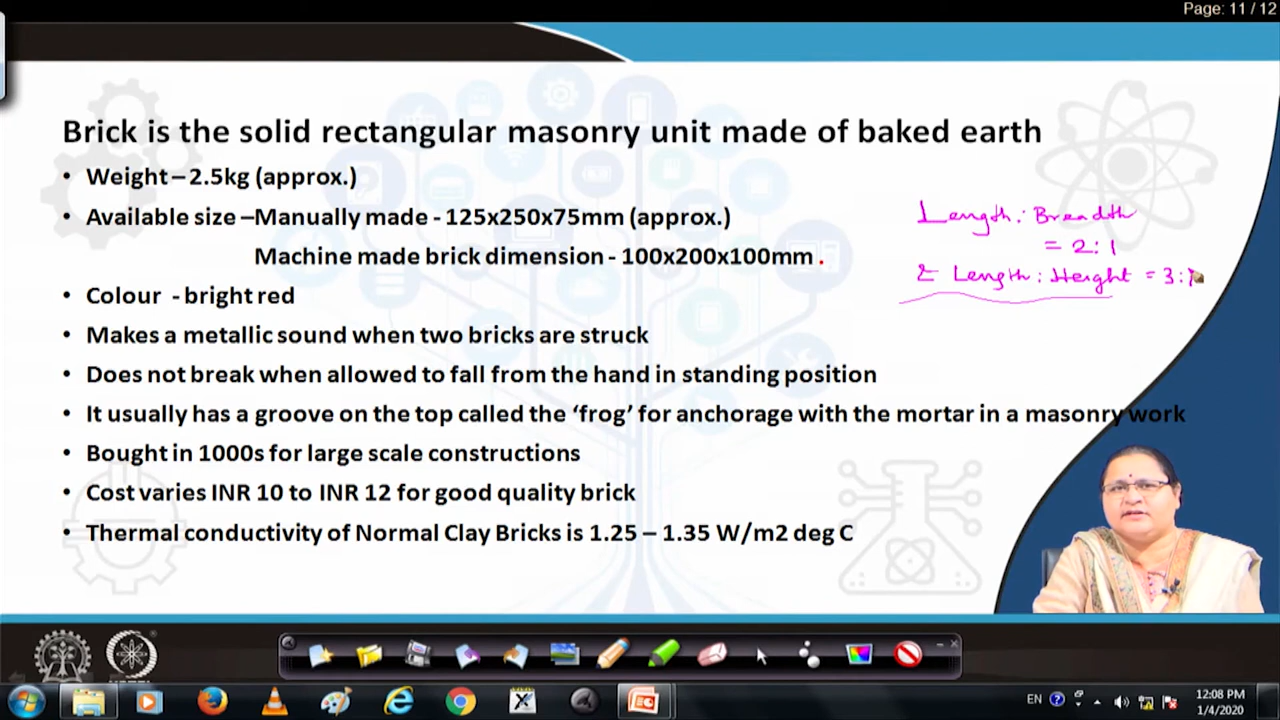 Page: 11 / 12
Brick is the solid rectangular masonry unit made of baked earth
• Weight – 2.5kg (approx.)
• Available size –Manually made - 125x250x75mm (approx.)
Machine made brick dimension - 100x200x100mm .
• Colour - bright red
• Makes a metallic sound when two bricks are struck
• Does not break when allowed to fall from the hand in standing position
• It usually has a groove on the top called the ‘frog’ for anchorage with the mortar in a masonry work
• Bought in 1000s for large scale constructions
• Cost varies INR 10 to INR 12 for good quality brick
• Thermal conductivity of Normal Clay Bricks is 1.25 – 1.35 W/m2 deg C
Length : Breadth
= 2 : 1
& Length : Height = 3 : 1
EN
12:08 PM
1/4/2020